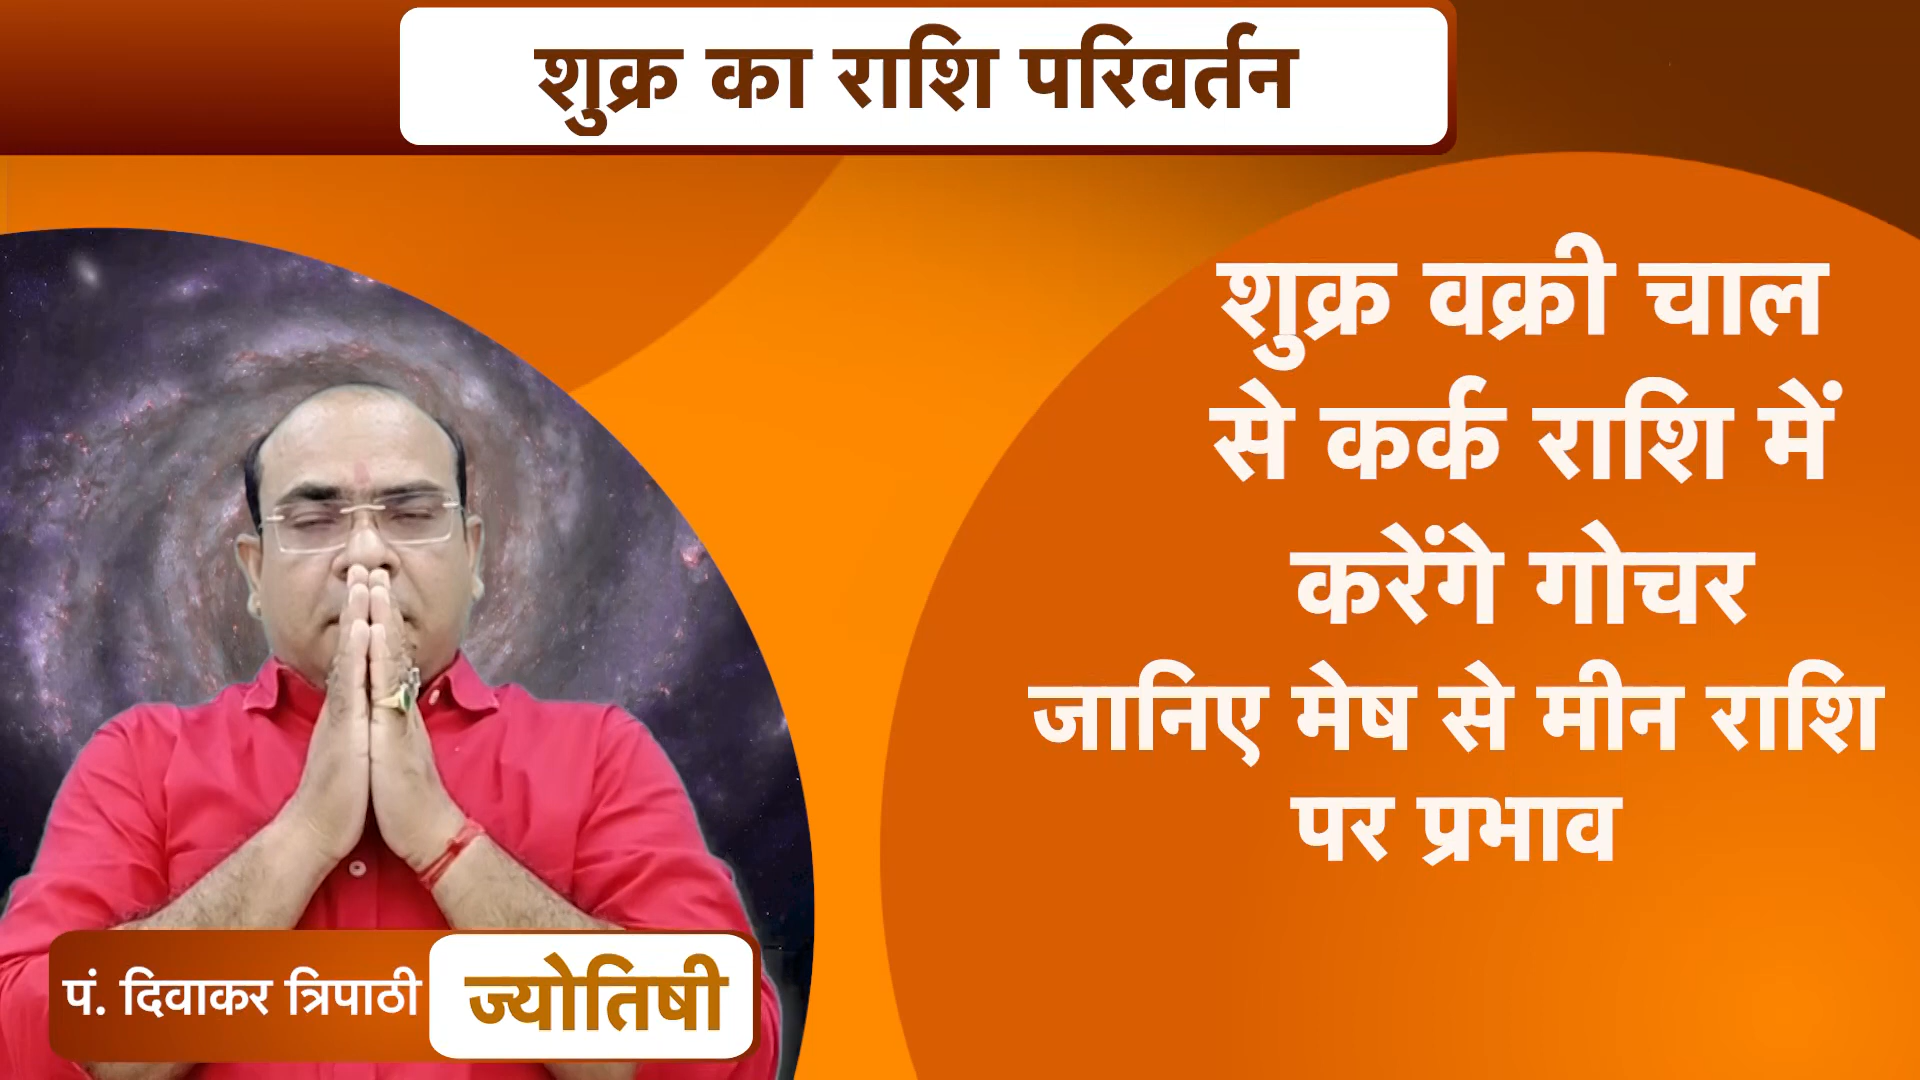 शुक्र का राशि परिवर्तन
शुक्र वक्री चाल
से कर्क राशि में
करेंगे गोचर
जानिए मेष से मीन राशि
पर प्रभाव
पं. दिवाकर त्रिपाठी
ज्योतिषी